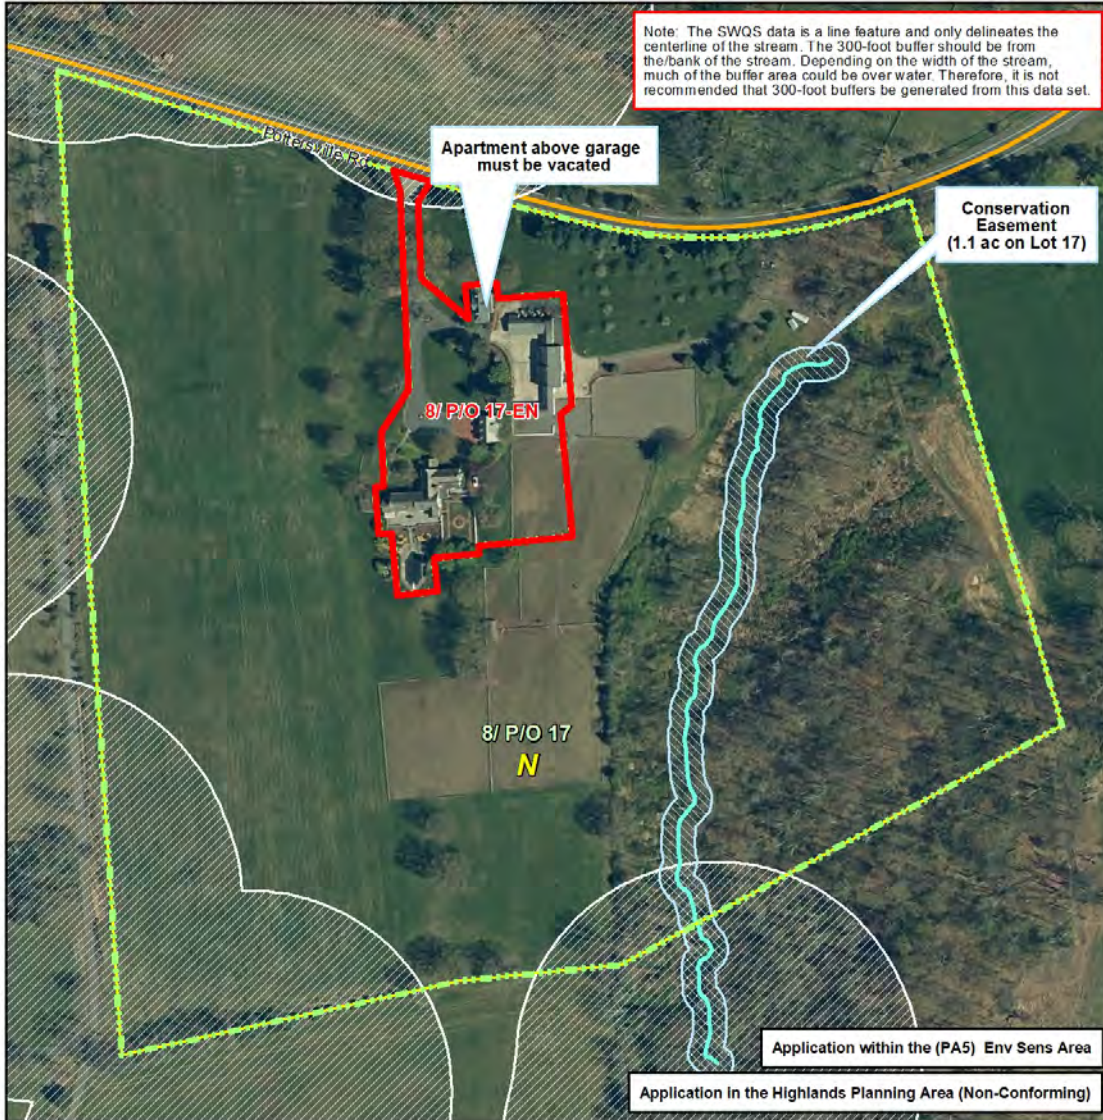 Note: The SWQS data is a line feature and only delineates the
centerline of the stream. The 300-foot buffer should be from
the/bank of the stream. Depending on the width of the stream,
much of the buffer area could be over water. Therefore, it is not
recommended that 300-foot buffers be generated from this data set.
Pottersville Rd
Apartment above garage
must be vacated
Conservation
Easement
(1.1 ac on Lot 17)
.8/ P/O 17-EN
8/ P/O 17
N
Application within the (PA5) Env Sens Area
Application in the Highlands Planning Area (Non-Conforming)